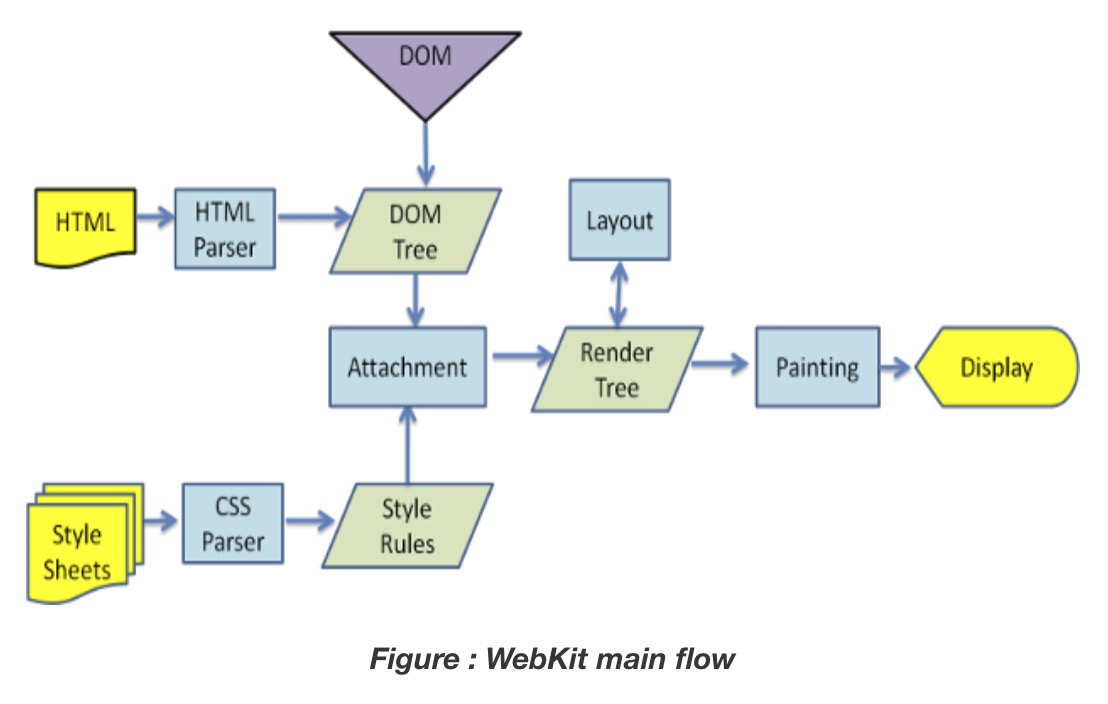 DOM
HTML
HTML
Parser
DOM
Tree
Layout
Attachment
Render
Tree
Painting
Display
Style
Sheets
CSS
Parser
Style
Rules
Figure : WebKit main flow